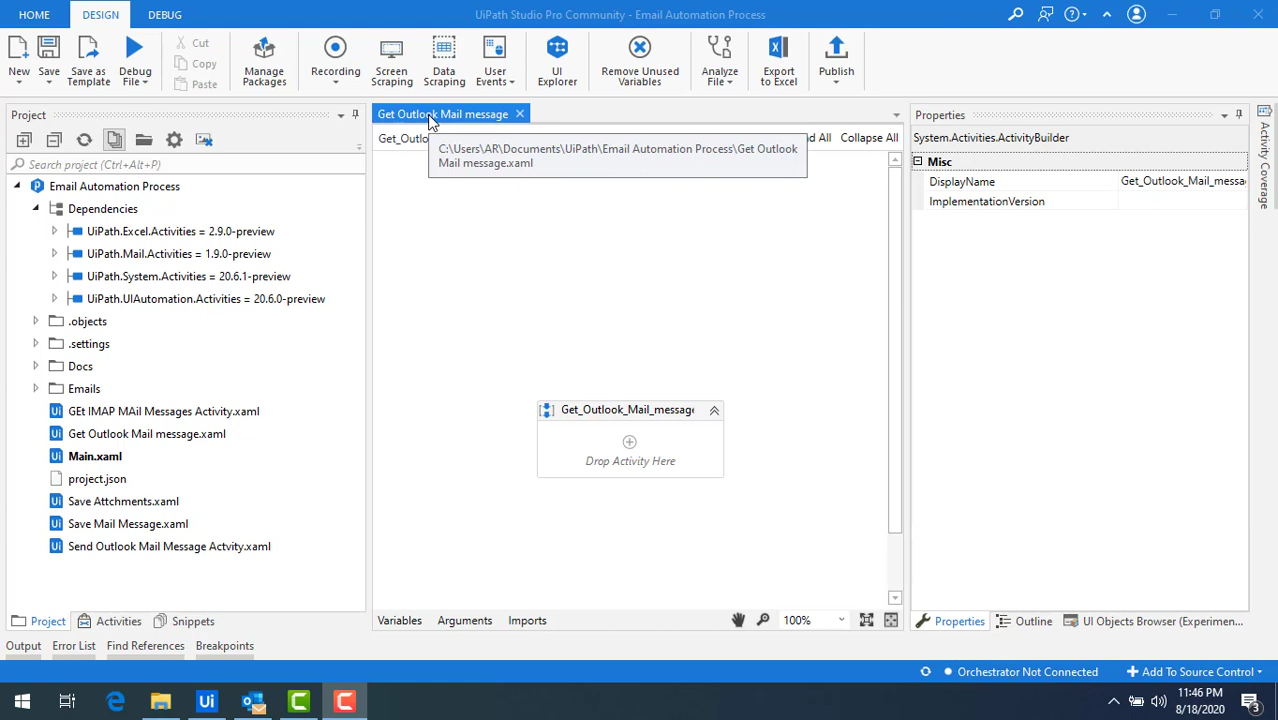 HOME DESIGN DEBUG UiPath Studio Pro Community - Email Automation Process
New Save Save as Template Debug File Cut Copy Paste Manage Packages Recording Screen Scraping Data Scraping User Events UI Explorer Remove Unused Variables Analyze File Export to Excel Publish
Project
Search project (Ctrl+Alt+P)
Email Automation Process
Dependencies
UiPath.Excel.Activities = 2.9.0-preview
UiPath.Mail.Activities = 1.9.0-preview
UiPath.System.Activities = 20.6.1-preview
UiPath.UIAutomation.Activities = 20.6.0-preview
.objects
.settings
Docs
Emails
GEt IMAP MAil Messages Activity.xaml
Get Outlook Mail message.xaml
Main.xaml
project.json
Save Attchments.xaml
Save Mail Message.xaml
Send Outlook Mail Message Actvity.xaml
Project Activities Snippets
Get Outlook Mail message
Get_Outlo
All Collapse All
C:\Users\AR\Documents\UiPath\Email Automation Process\Get Outlook
Mail message.xaml
Get_Outlook_Mail_message
Drop Activity Here
Variables Arguments Imports 100%
Properties
System.Activities.ActivityBuilder
Misc
DisplayName Get_Outlook_Mail_messa
ImplementationVersion
Properties Outline UI Objects Browser (Experimen...
Activity Coverage
Output Error List Find References Breakpoints
Orchestrator Not Connected Add To Source Control
11:46 PM
8/18/2020
3